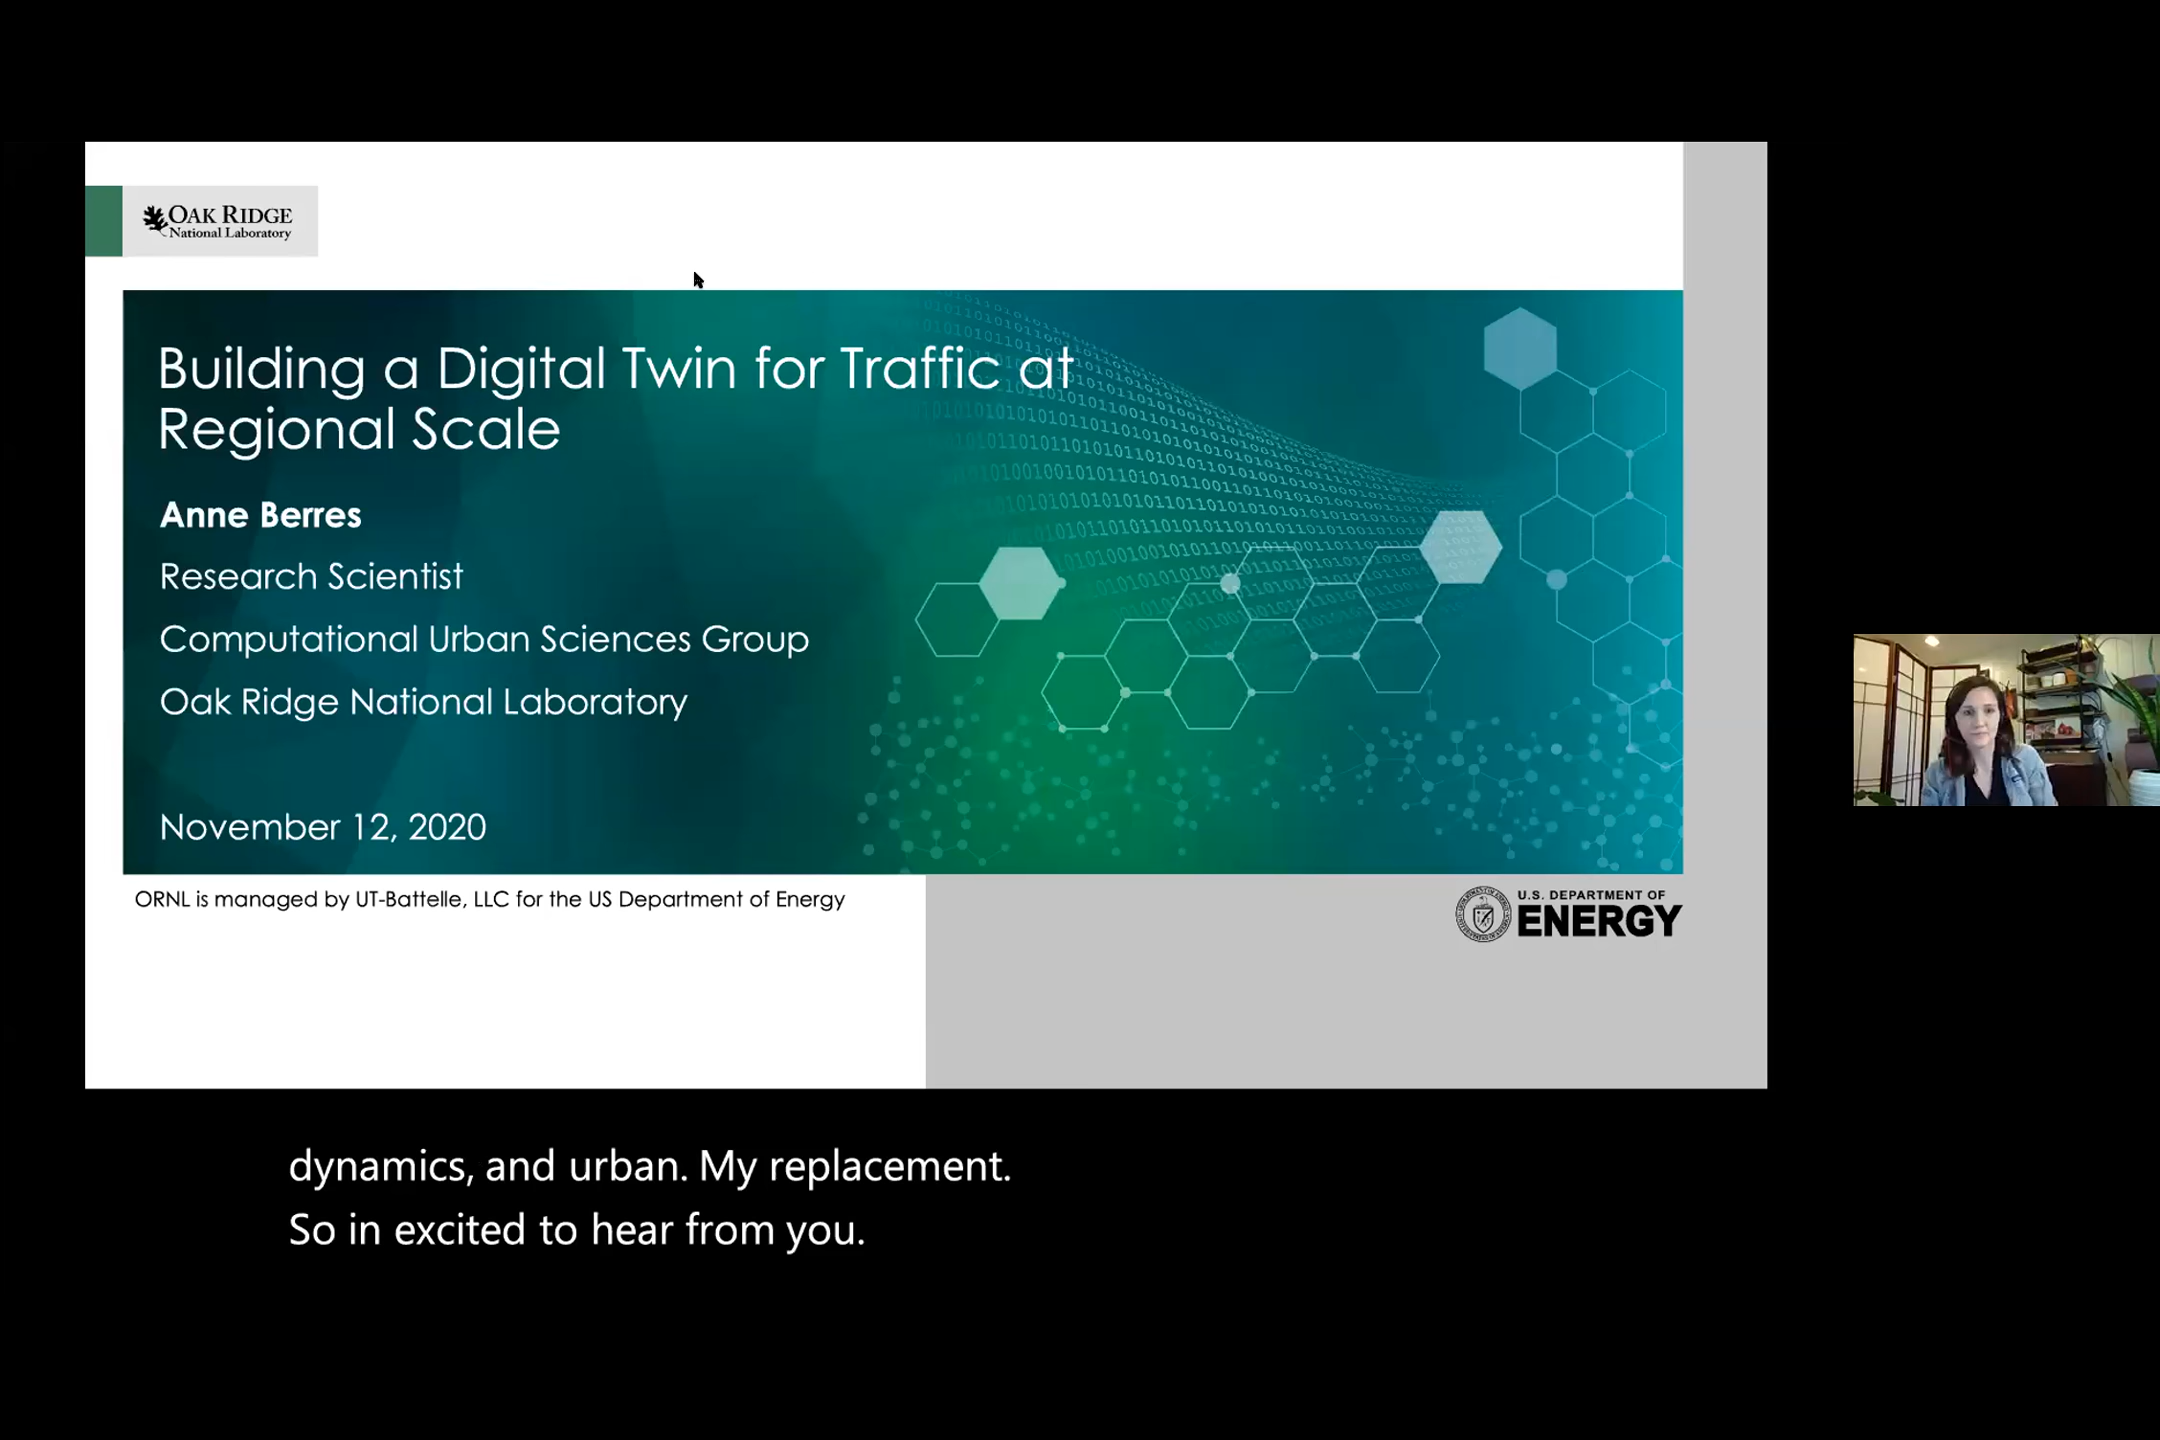 OAK RIDGE
National Laboratory
Building a Digital Twin for Traffic at
Regional Scale
Anne Berres
Research Scientist
Computational Urban Sciences Group
Oak Ridge National Laboratory
November 12, 2020
ORNL is managed by UT-Battelle, LLC for the US Department of Energy
U.S. DEPARTMENT OF
ENERGY
dynamics, and urban. My replacement.
So in excited to hear from you.